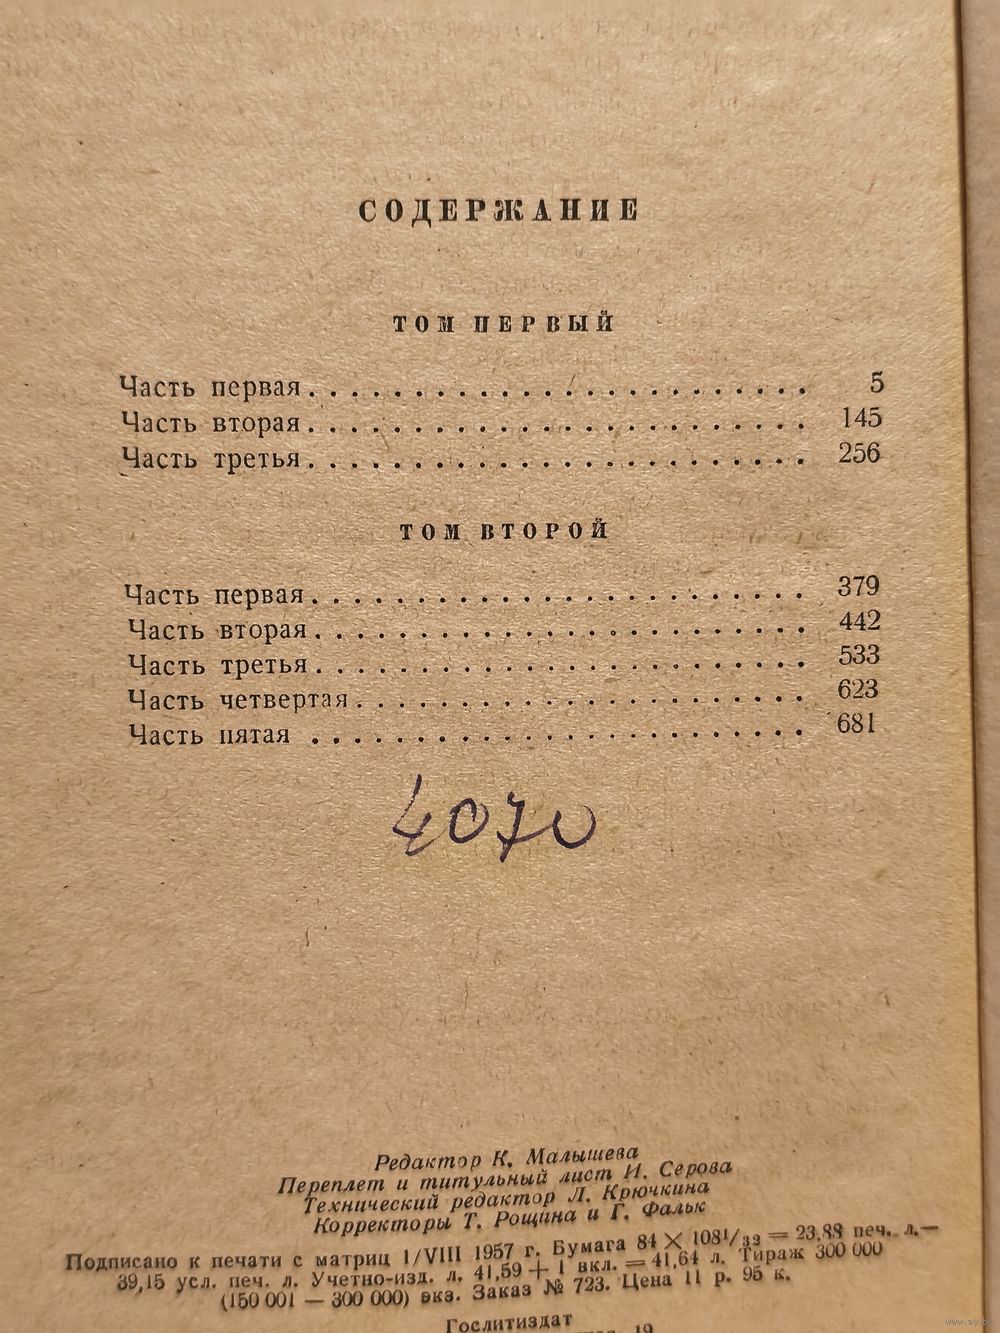 СОДЕРЖАНИЕ
ТОМ ПЕРВЫЙ
Часть первая . . . . . . . . . . . . . . . . . . . . . . . . 5
Часть вторая . . . . . . . . . . . . . . . . . . . . . . . . 145
Часть третья . . . . . . . . . . . . . . . . . . . . . . . . 256
ТОМ ВТОРОЙ
Часть первая . . . . . . . . . . . . . . . . . . . . . . . . 379
Часть вторая . . . . . . . . . . . . . . . . . . . . . . . . 442
Часть третья . . . . . . . . . . . . . . . . . . . . . . . . 533
Часть четвертая . . . . . . . . . . . . . . . . . . . . . . 623
Часть пятая . . . . . . . . . . . . . . . . . . . . . . . . 681
4070
Редактор К. Малышева
Переплет и титульный лист И. Серова
Технический редактор Л. Крючкина
Корректоры Т. Рощина и Г. Фальк
Подписано к печати с матриц 1/VIII 1957 г. Бумага 84 × 108 1/32 = 23,88 печ. л.—
39,15 усл. печ. л. Учетно-изд. л. 41,59 + 1 вкл. = 41,64 л. Тираж 300 000
(150 001 — 300 000) экз. Заказ № 723. Цена 11 р. 95 к.
Гослитиздат
19